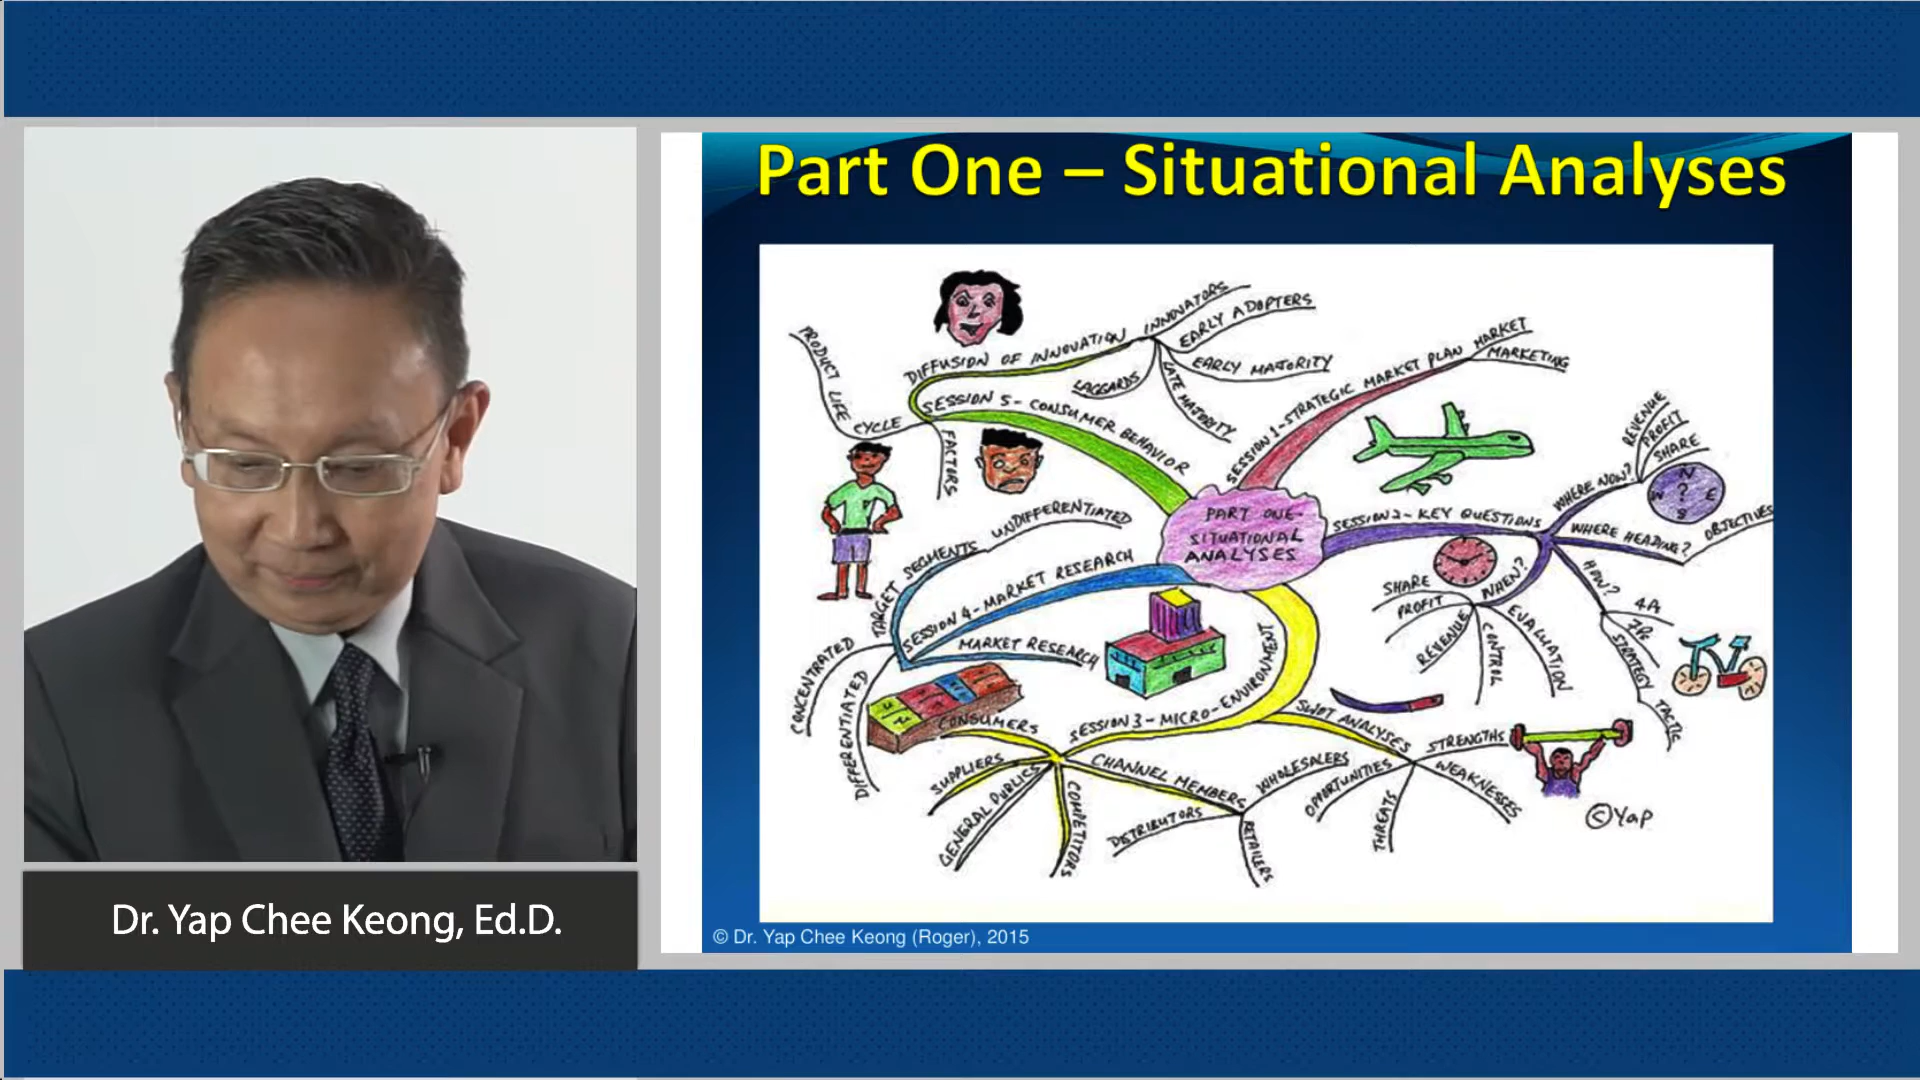 Part One – Situational Analyses
PART ONE-
SITUATIONAL
ANALYSES
SESSION 1-STRATEGIC MARKET PLAN
MARKET
MARKETING
SESSION 2-KEY QUESTIONS
WHERE NOW?
REVENUE
PROFIT
SHARE
N
W ? E
S
WHERE HEADING?
OBJECTIVES
HOW?
4Ps
7Ps
STRATEGY
TACTIC
WHEN?
SHARE
PROFIT
REVENUE
CONTROL
EVALUATION
SESSION 3-MICRO-ENVIRONMENT
SWOT ANALYSES
STRENGTHS
WEAKNESSES
THREATS
OPPORTUNITIES
CHANNEL MEMBERS
WHOLESALERS
RETAILERS
DISTRIBUTORS
COMPETITORS
GENERAL PUBLICS
SUPPLIERS
CONSUMERS
SESSION 4-MARKET RESEARCH
MARKET RESEARCH
TARGET SEGMENTS
UNDIFFERENTIATED
DIFFERENTIATED
CONCENTRATED
SESSION 5-CONSUMER BEHAVIOR
FACTORS
PRODUCT LIFE CYCLE
DIFFUSION OF INNOVATION
INNOVATORS
EARLY ADOPTERS
EARLY MAJORITY
LATE MAJORITY
LAGGARDS
©Yap
© Dr. Yap Chee Keong (Roger), 2015
Dr. Yap Chee Keong, Ed.D.